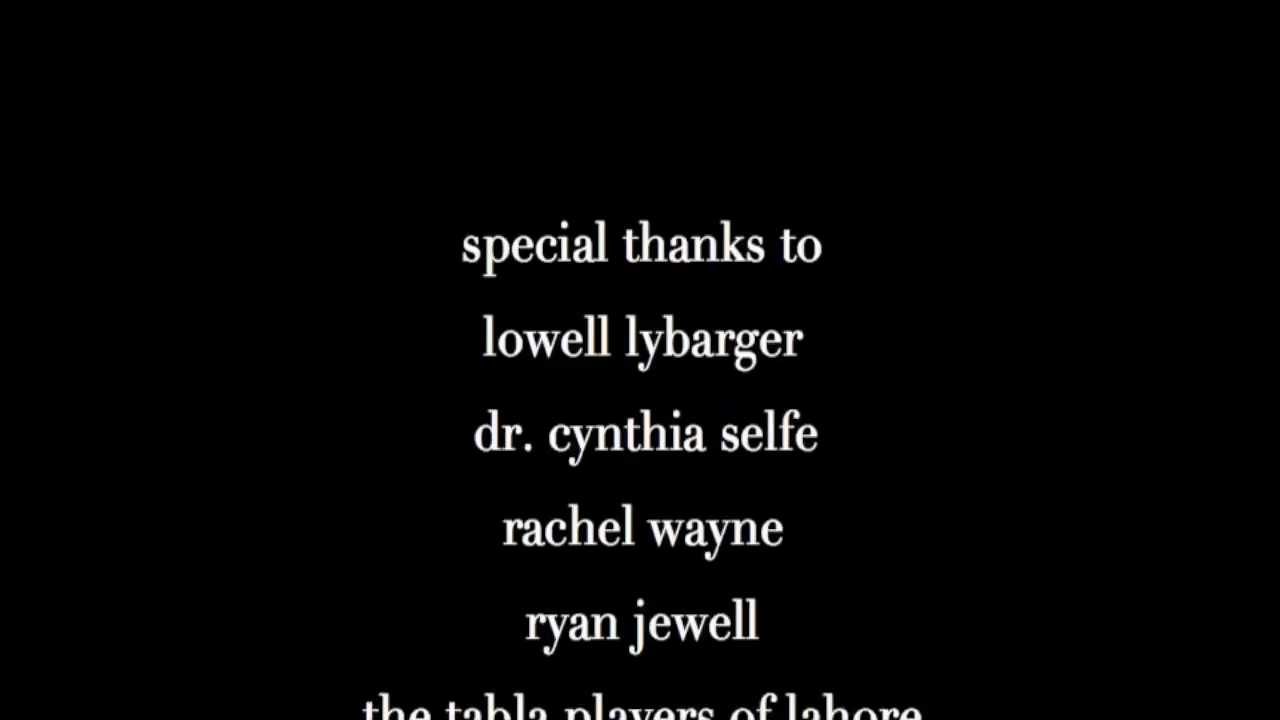 special thanks to
lowell lybarger
dr. cynthia selfe
rachel wayne
ryan jewell
the tabla players of lahore